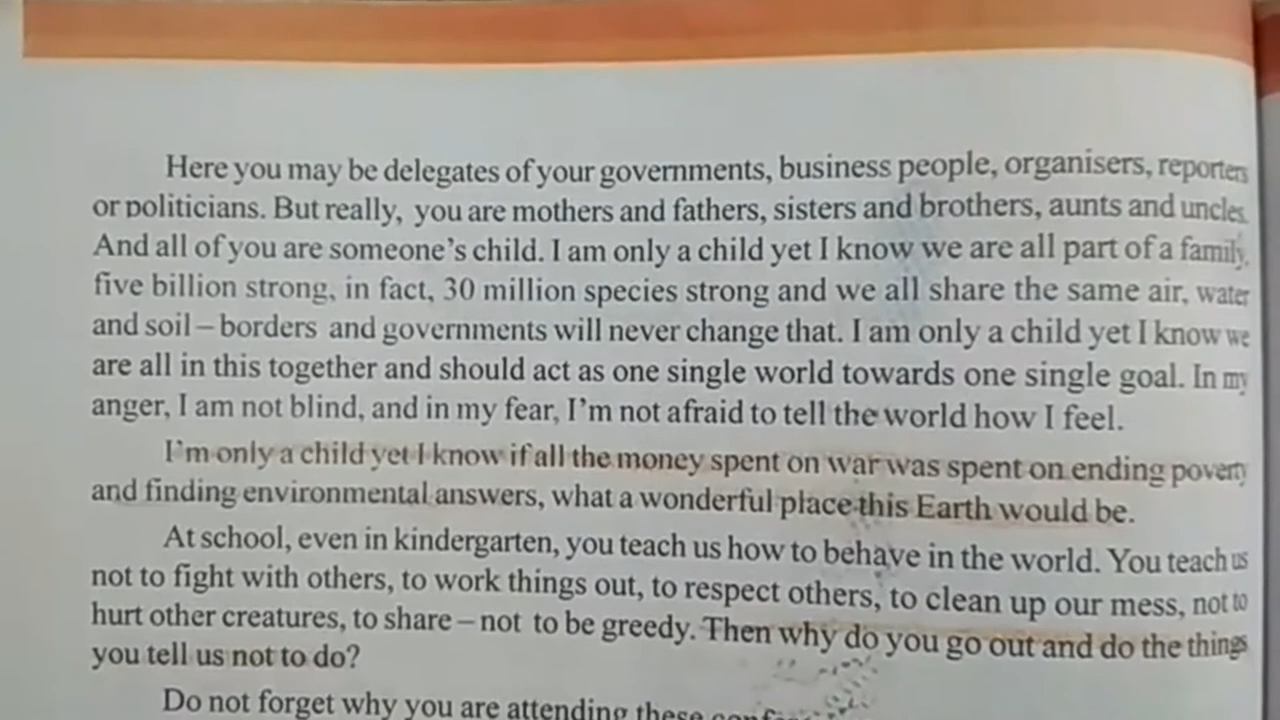 Here you may be delegates of your governments, business people, organisers, reporters
or politicians. But really, you are mothers and fathers, sisters and brothers, aunts and uncles.
And all of you are someone's child. I am only a child yet I know we are all part of a family,
five billion strong, in fact, 30 million species strong and we all share the same air, water
and soil – borders and governments will never change that. I am only a child yet I know we
are all in this together and should act as one single world towards one single goal. In my
anger, I am not blind, and in my fear, I'm not afraid to tell the world how I feel.
I'm only a child yet I know if all the money spent on war was spent on ending poverty
and finding environmental answers, what a wonderful place this Earth would be.
At school, even in kindergarten, you teach us how to behave in the world. You teach us
not to fight with others, to work things out, to respect others, to clean up our mess, not to
hurt other creatures, to share – not to be greedy. Then why do you go out and do the things
you tell us not to do?
Do not forget why you are attending these